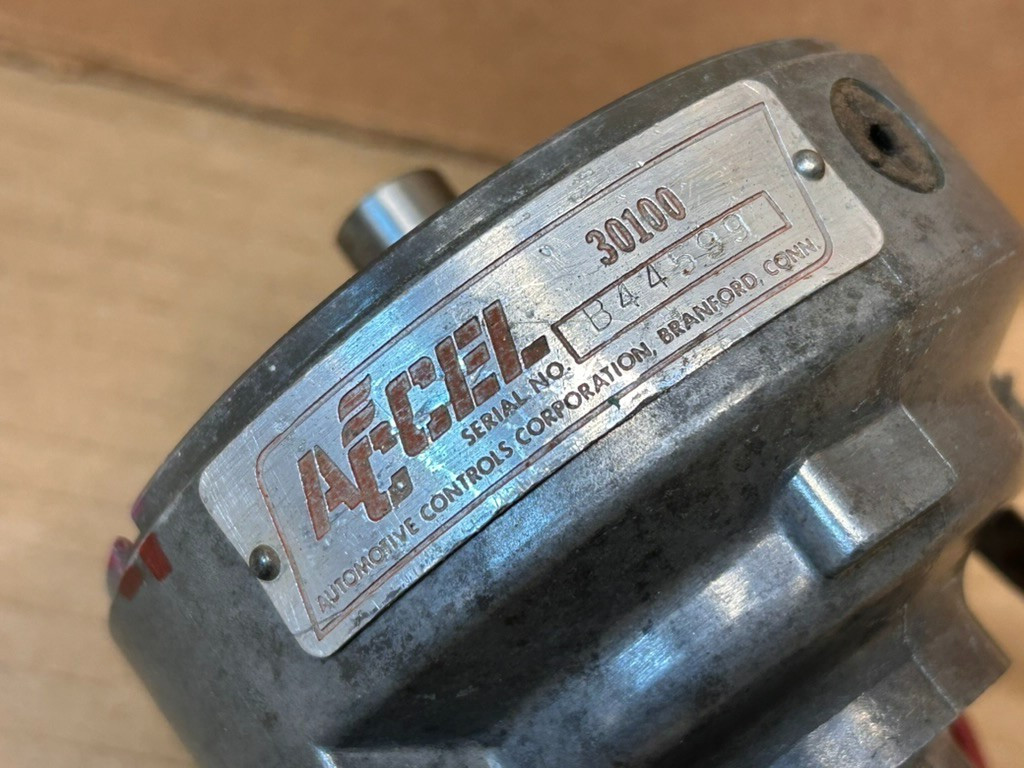 30100
ACCEL
SERIAL NO. B44599
AUTOMOTIVE CONTROLS CORPORATION, BRANFORD, CONN.